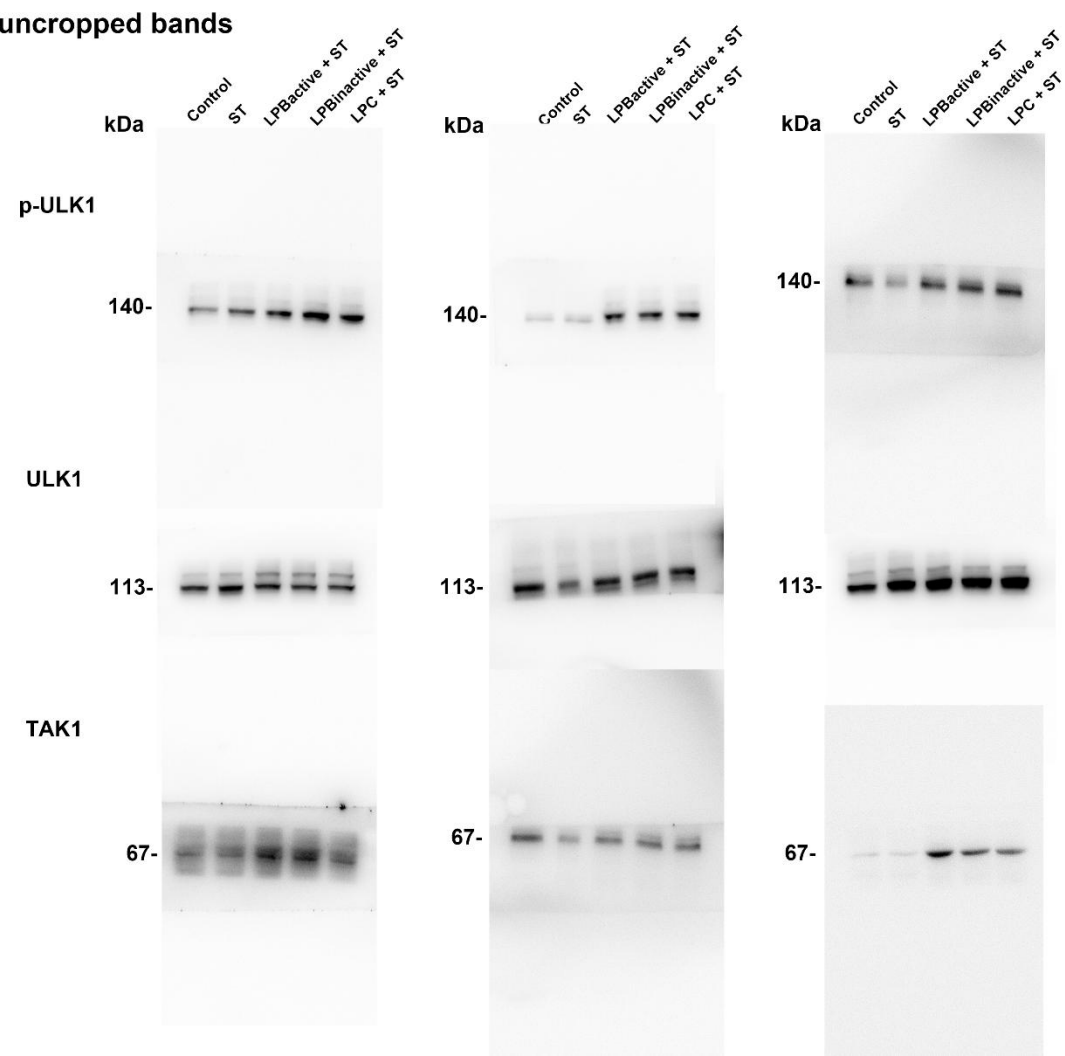 uncropped bands
kDa
Control
ST
LPBactive + ST
LPBinactive + ST
LPC + ST
kDa
Control
ST
LPBactive + ST
LPBinactive + ST
LPC + ST
kDa
Control
ST
LPBactive + ST
LPBinactive + ST
LPC + ST
p-ULK1
140-
140-
140-
ULK1
113-
113-
113-
TAK1
67-
67-
67-